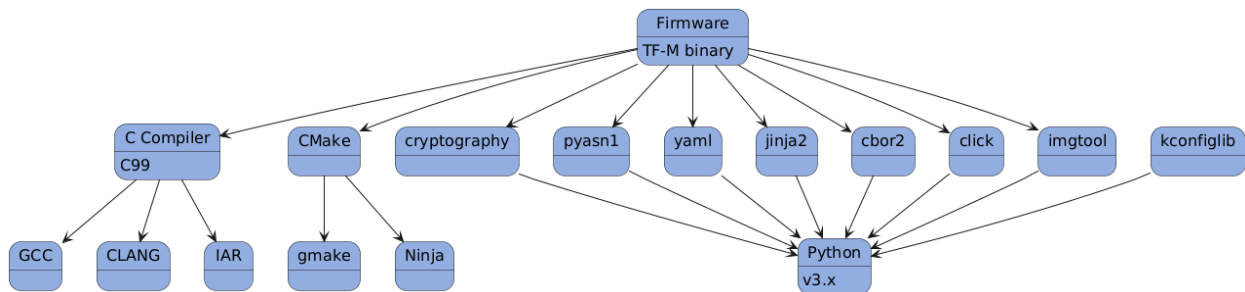 Firmware
TF-M binary
C Compiler
C99
CMake
cryptography
pyasn1
yaml
jinja2
cbor2
click
imgtool
kconfiglib
GCC
CLANG
IAR
gmake
Ninja
Python
v3.x